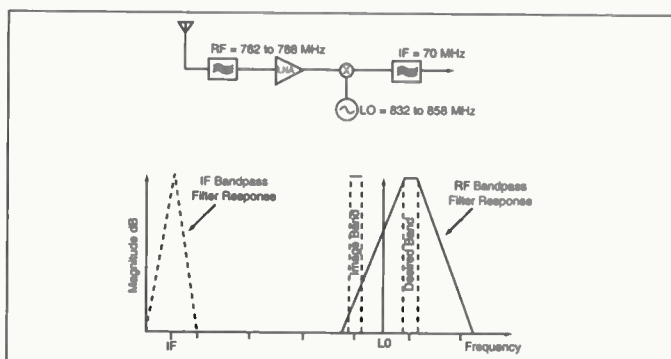 RF = 762 to 788 MHz
LNA
X
IF = 70 MHz
LO = 832 to 858 MHz
IF Bandpass
Filter Response
RF Bandpass
Filter Response
Magnitude dB
Image Band
Desired Band
IF
LO
Frequency